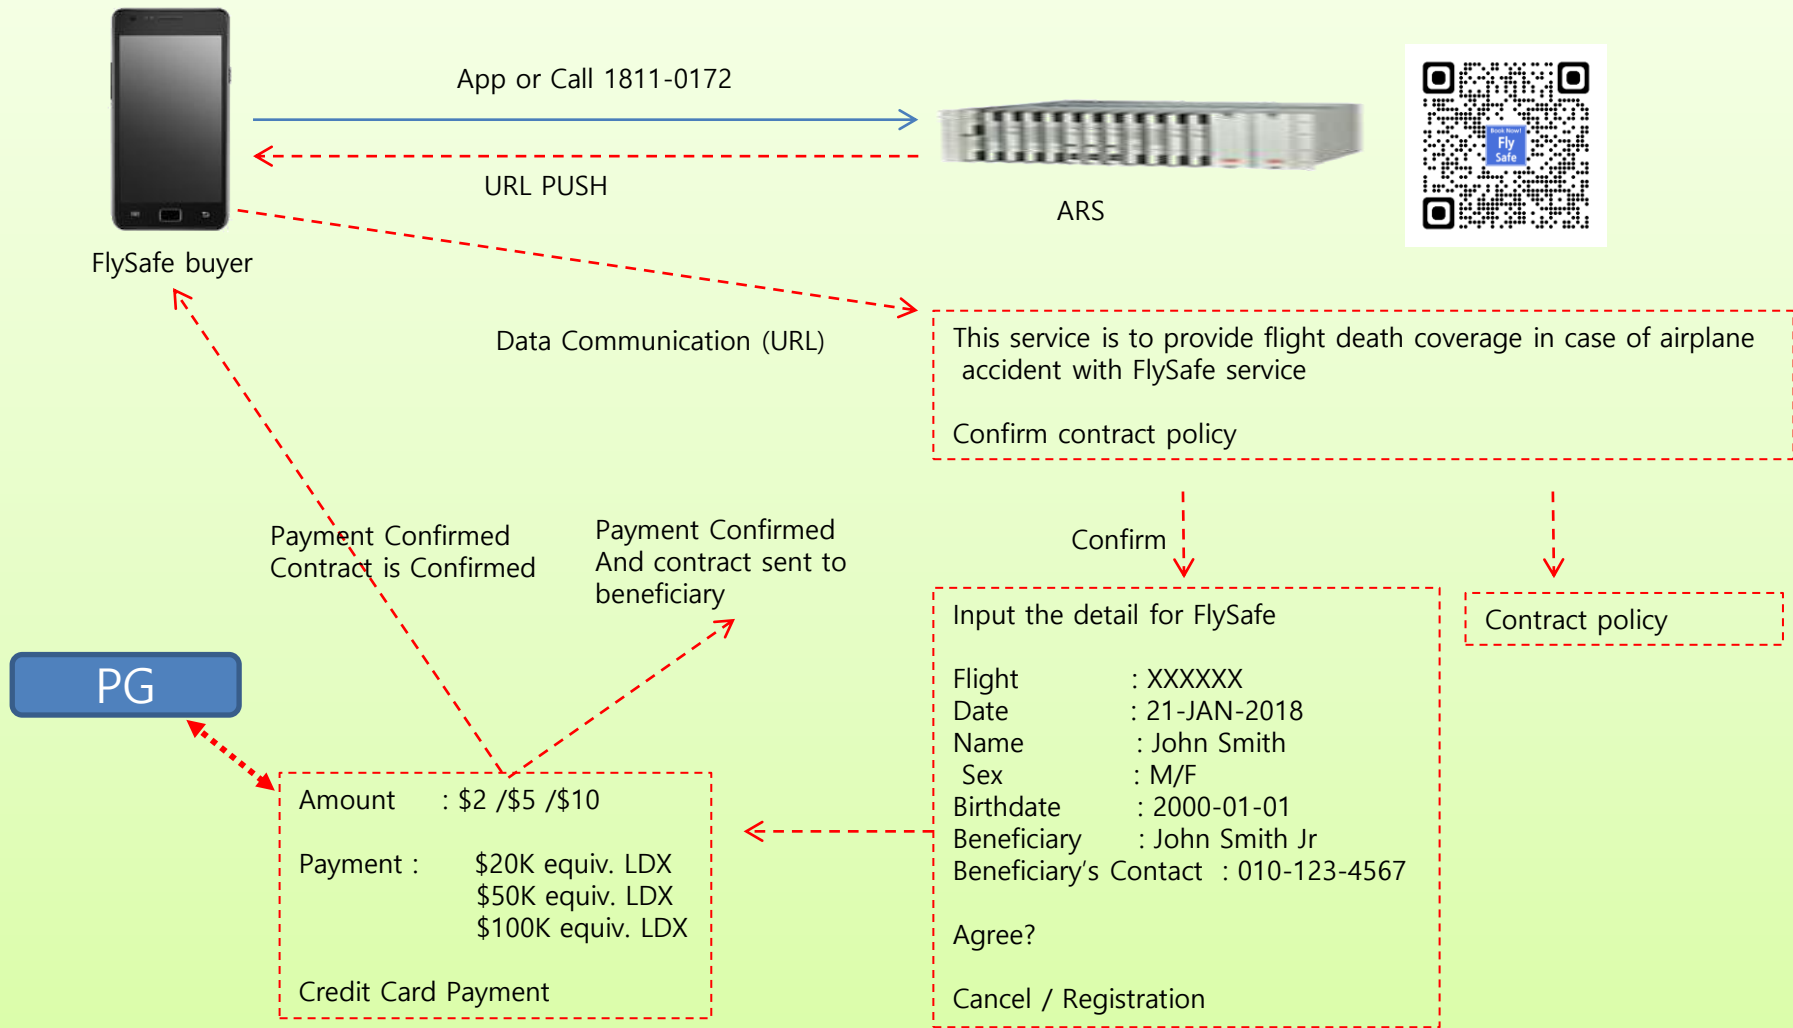 App or Call 1811-0172
URL PUSH
ARS
Book Now!
Fly
Safe
FlySafe buyer
Data Communication (URL)
This service is to provide flight death coverage in case of airplane
accident with FlySafe service
Confirm contract policy
Payment Confirmed
Contract is Confirmed
Payment Confirmed
And contract sent to
beneficiary
Confirm
Input the detail for FlySafe
Flight : XXXXXX
Date : 21-JAN-2018
Name : John Smith
Sex : M/F
Birthdate : 2000-01-01
Beneficiary : John Smith Jr
Beneficiary's Contact : 010-123-4567
Agree?
Cancel / Registration
Contract policy
PG
Amount : $2 /$5 /$10
Payment : $20K equiv. LDX
$50K equiv. LDX
$100K equiv. LDX
Credit Card Payment